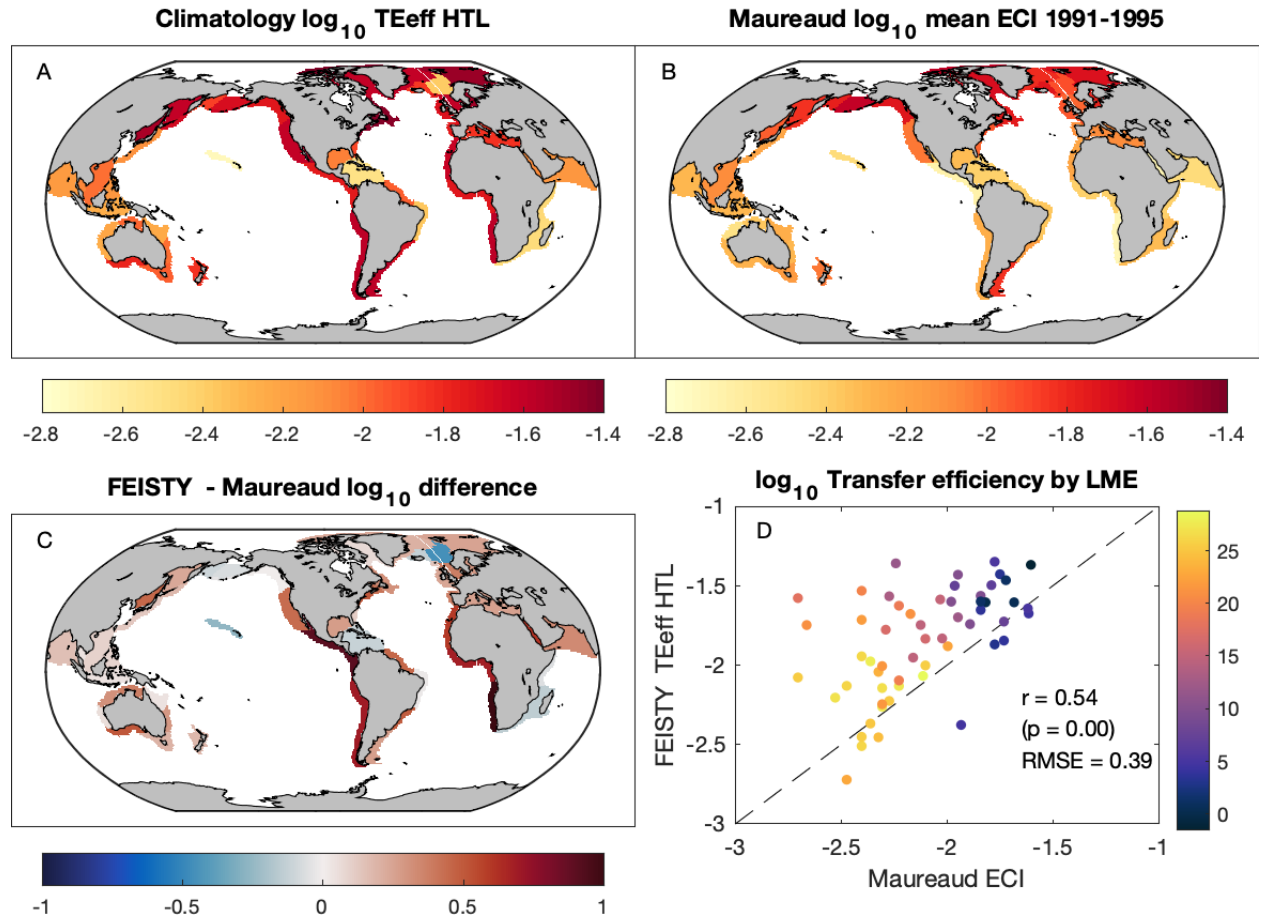 Climatology log10 TEeff HTL
Maureaud log10 mean ECI 1991-1995
A
B
-2.8 -2.6 -2.4 -2.2 -2 -1.8 -1.6 -1.4
-2.8 -2.6 -2.4 -2.2 -2 -1.8 -1.6 -1.4
FEISTY - Maureaud log10 difference
C
-1 -0.5 0 0.5 1
log10 Transfer efficiency by LME
D
-1
-1.5
-2
-2.5
-3
FEISTY TEeff HTL
r = 0.54
(p = 0.00)
RMSE = 0.39
-3 -2.5 -2 -1.5 -1
Maureaud ECI
25
20
15
10
5
0